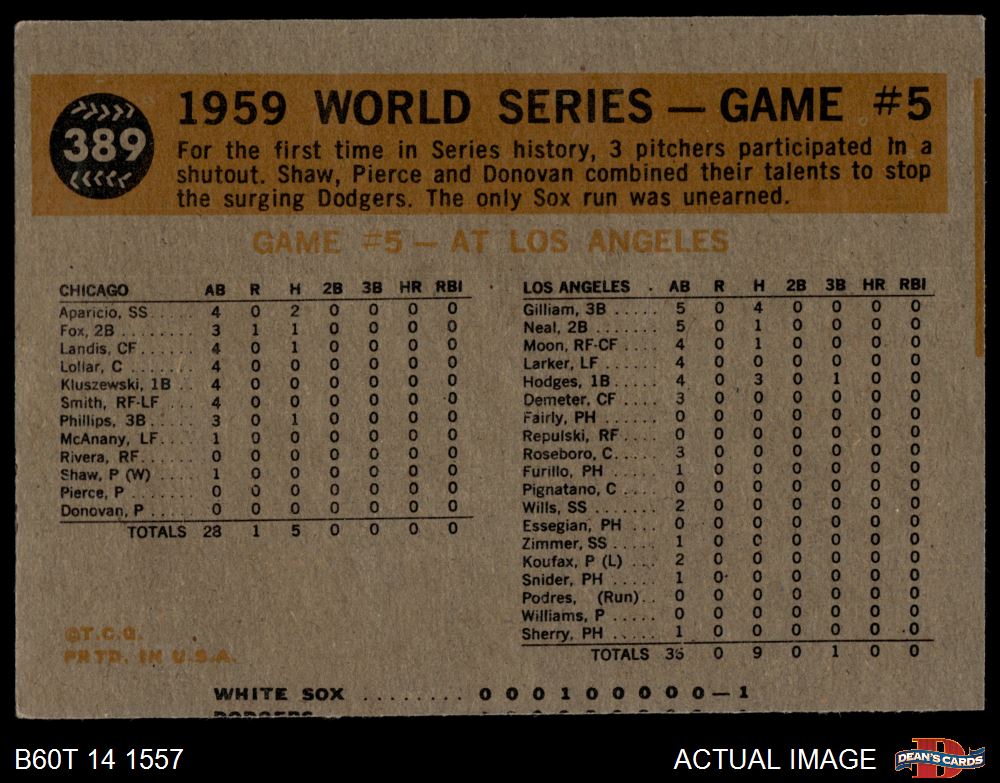 389
1959 WORLD SERIES — GAME #5
For the first time in Series history, 3 pitchers participated in a
shutout. Shaw, Pierce and Donovan combined their talents to stop
the surging Dodgers. The only Sox run was unearned.
GAME #5 — AT LOS ANGELES
CHICAGO AB R H 2B 3B HR RBI
Aparicio, SS ..... 4 0 2 0 0 0 0
Fox, 2B ........ 3 1 1 0 0 0 0
Landis, CF ...... 4 0 1 0 0 0 0
Lollar, C ....... 4 0 0 0 0 0 0
Kluszewski, 1B .. 4 0 0 0 0 0 0
Smith, RF-LF ... 4 0 0 0 0 0 0
Phillips, 3B ..... 3 0 1 0 0 0 0
McAnany, LF .... 1 0 0 0 0 0 0
Rivera, RF ...... 0 0 0 0 0 0 0
Shaw, P (W) .... 1 0 0 0 0 0 0
Pierce, P ....... 0 0 0 0 0 0 0
Donovan, P ..... 0 0 0 0 0 0 0
TOTALS 28 1 5 0 0 0 0
LOS ANGELES . AB R H 2B 3B HR RBI
Gilliam, 3B ..... 5 0 4 0 0 0 0
Neal, 2B ....... 5 0 1 0 0 0 0
Moon, RF-CF .... 4 0 1 0 0 0 0
Larker, LF ...... 4 0 0 0 0 0 0
Hodges, 1B ..... 4 0 3 0 1 0 0
Demeter, CF .... 3 0 0 0 0 0 0
Fairly, PH ...... 0 0 0 0 0 0 0
Repulski, RF .... 0 0 0 0 0 0 0
Roseboro, C .... 3 0 0 0 0 0 0
Furillo, PH ..... 1 0 0 0 0 0 0
Pignatano, C ... 0 0 0 0 0 0 0
Wills, SS ....... 2 0 0 0 0 0 0
Essegian, PH ... 0 0 0 0 0 0 0
Zimmer, SS ..... 1 0 0 0 0 0 0
Koufax, P (L) ... 2 0 0 0 0 0 0
Snider, PH ..... 1 0 0 0 0 0 0
Podres, (Run) .. 0 0 0 0 0 0 0
Williams, P .... 0 0 0 0 0 0 0
Sherry, PH ..... 1 0 0 0 0 0 0
TOTALS 36 0 9 0 1 0 0
©T.C.G.
PRTD. IN U.S.A.
WHITE SOX ........ 0 0 0 1 0 0 0 0 0 — 1
DODGERS
B60T 14 1557
ACTUAL IMAGE
D
DEAN'S CARDS